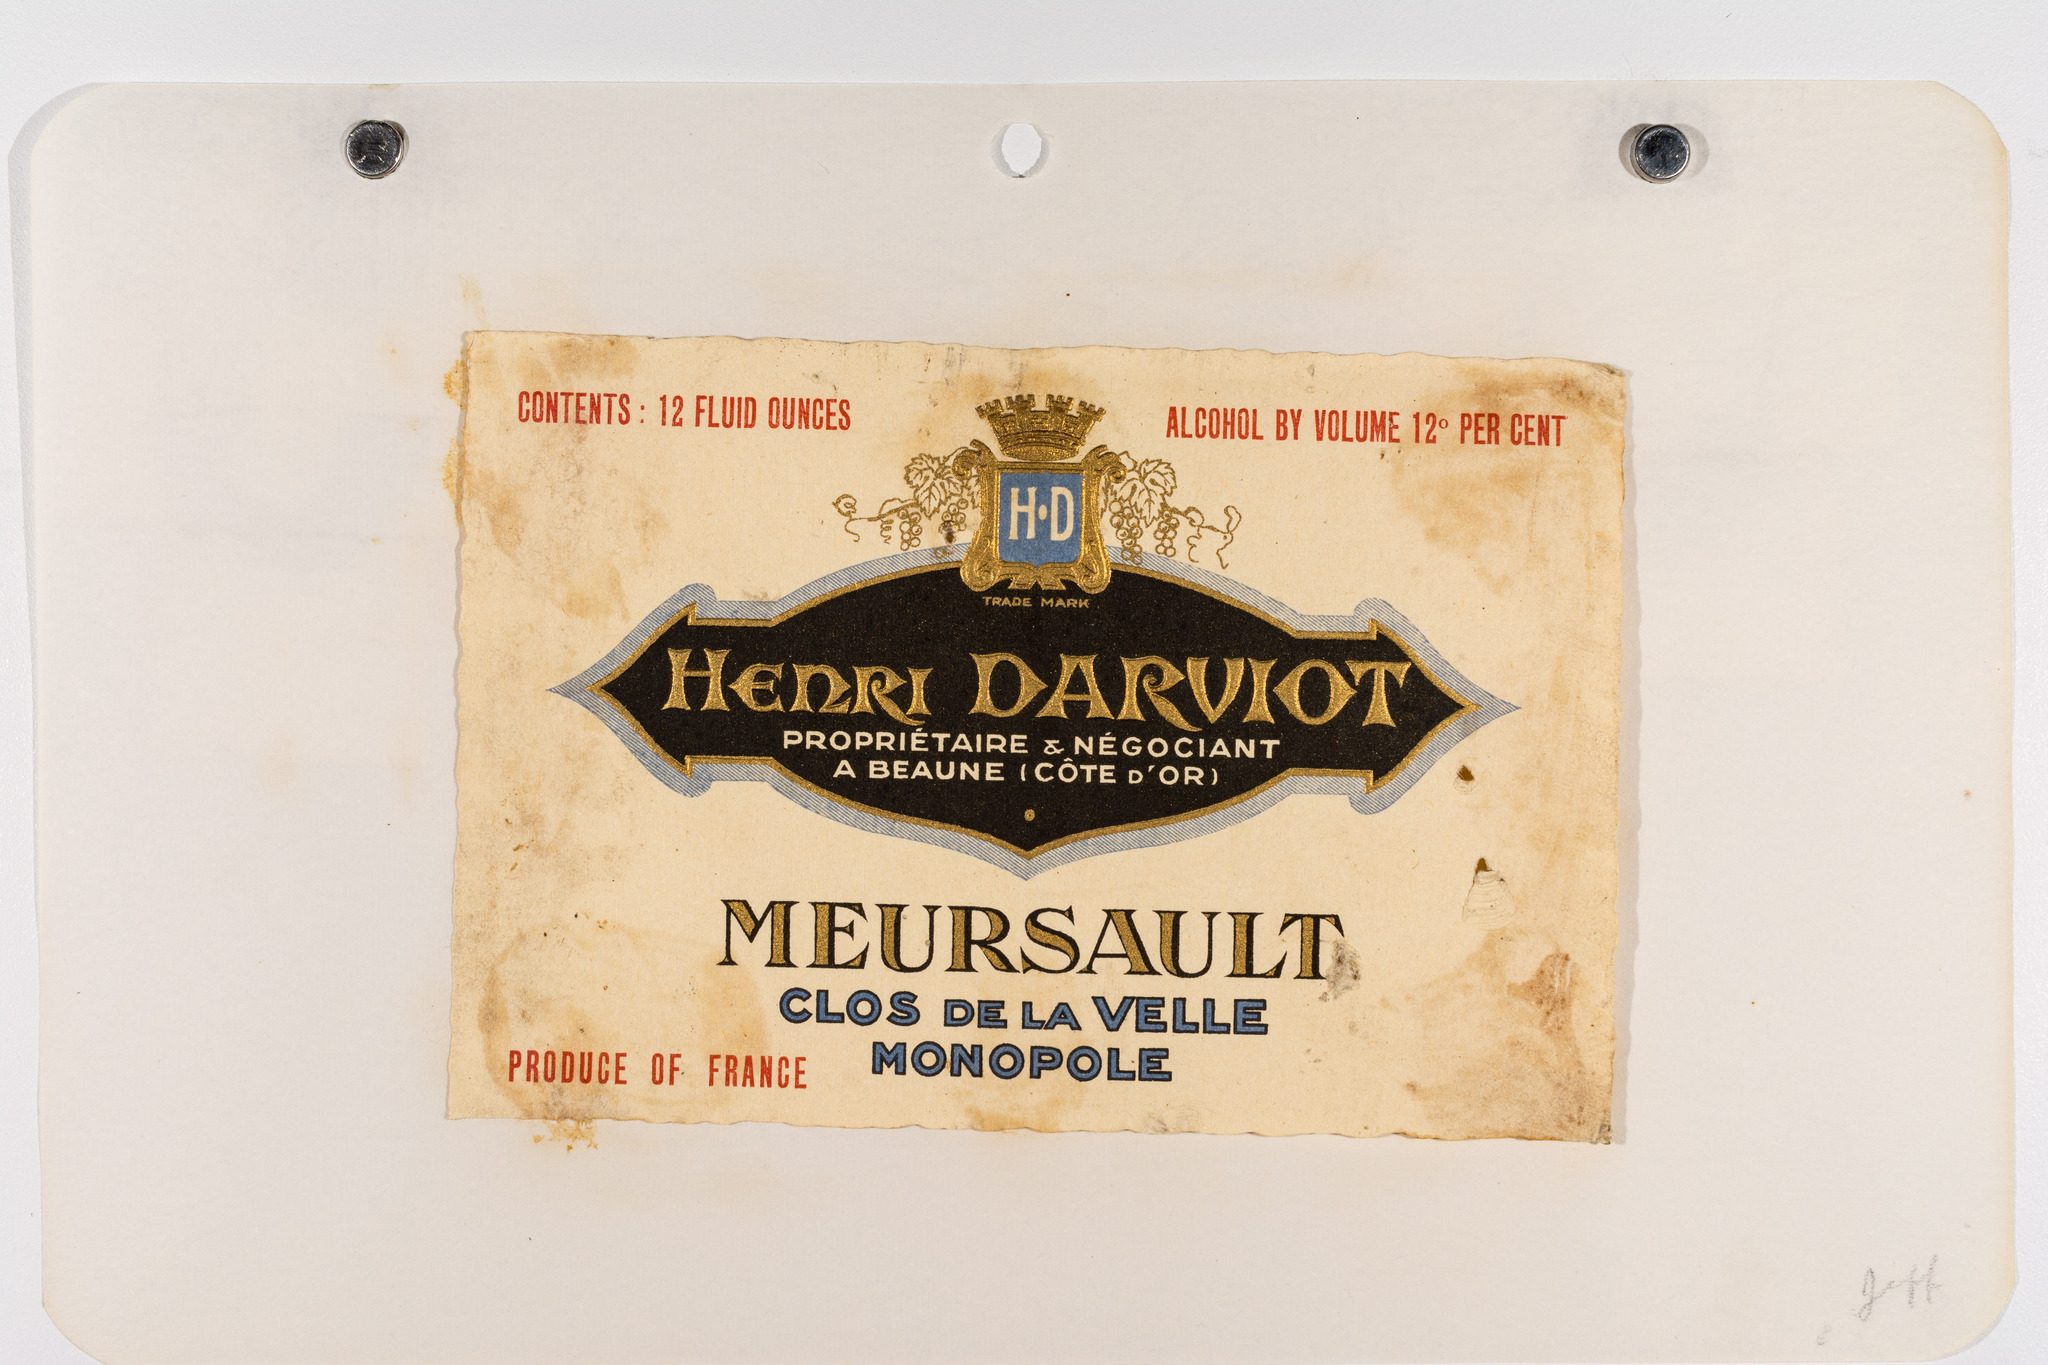 CONTENTS : 12 FLUID OUNCES
ALCOHOL BY VOLUME 12° PER CENT
H·D
TRADE MARK
HENRI DARVIOT
PROPRIÉTAIRE & NÉGOCIANT
A BEAUNE (CÔTE D'OR)
MEURSAULT
CLOS DE LA VELLE
MONOPOLE
PRODUCE OF FRANCE